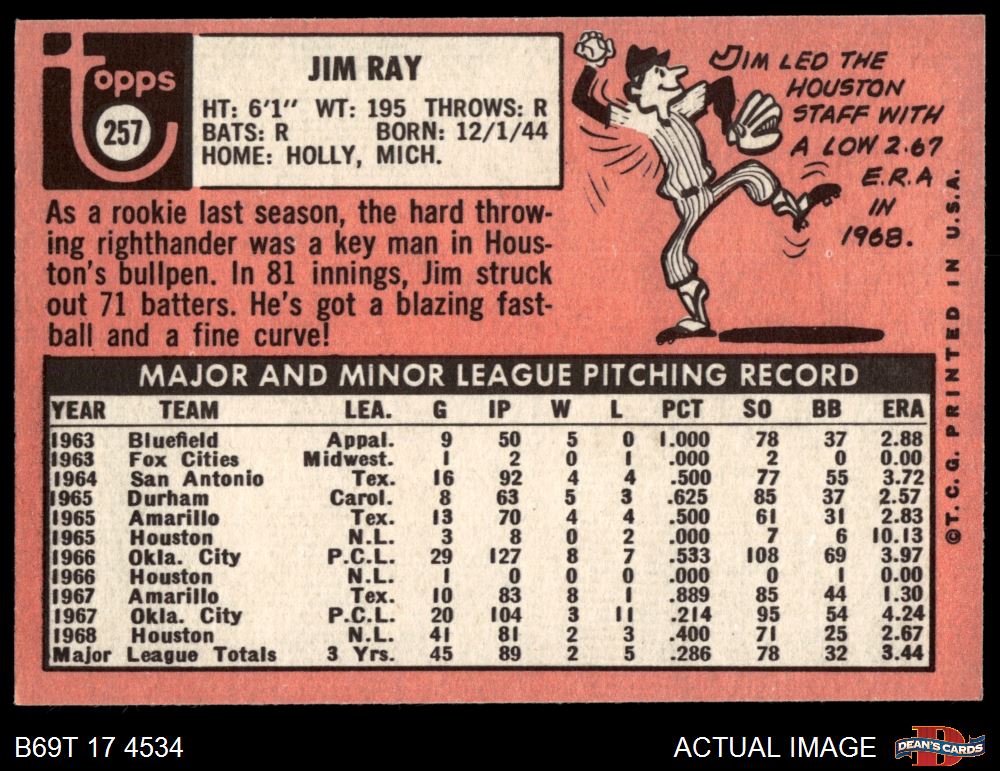 topps
257
JIM RAY
HT: 6'1" WT: 195 THROWS: R
BATS: R BORN: 12/1/44
HOME: HOLLY, MICH.
JIM LED THE
HOUSTON
STAFF WITH
A LOW 2.67
E.R.A
IN
1968.
As a rookie last season, the hard throw-
ing righthander was a key man in Hous-
ton's bullpen. In 81 innings, Jim struck
out 71 batters. He's got a blazing fast-
ball and a fine curve!
MAJOR AND MINOR LEAGUE PITCHING RECORD
YEAR TEAM LEA. G IP W L PCT SO BB ERA
1963 Bluefield Appal. 9 50 5 0 1.000 78 37 2.88
1963 Fox Cities Midwest. 1 2 0 1 .000 2 0 0.00
1964 San Antonio Tex. 16 92 4 4 .500 77 55 3.72
1965 Durham Carol. 8 63 5 3 .625 85 37 2.57
1965 Amarillo Tex. 13 70 4 4 .500 61 31 2.83
1965 Houston N.L. 3 8 0 2 .000 7 6 10.13
1966 Okla. City P.C.L. 29 127 8 7 .533 108 69 3.97
1966 Houston N.L. 1 0 0 0 .000 0 1 0.00
1967 Amarillo Tex. 10 83 8 1 .889 85 44 1.30
1967 Okla. City P.C.L. 20 104 3 11 .214 95 54 4.24
1968 Houston N.L. 41 81 2 3 .400 71 25 2.67
Major League Totals 3 Yrs. 45 89 2 5 .286 78 32 3.44
©T. C. G. PRINTED IN U.S.A.
B69T 17 4534
ACTUAL IMAGE
DEAN'S CARDS